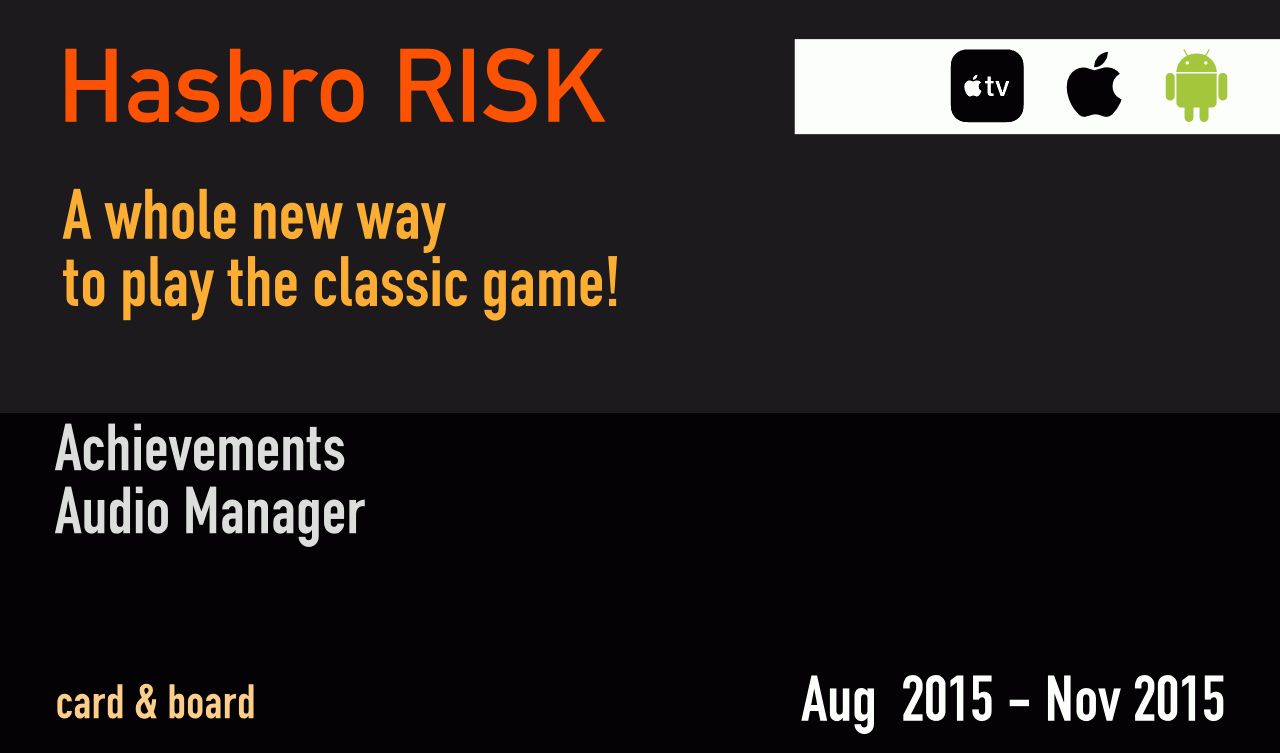 Hasbro RISK
tv
A whole new way
to play the classic game!
Achievements
Audio Manager
card & board
Aug 2015 - Nov 2015